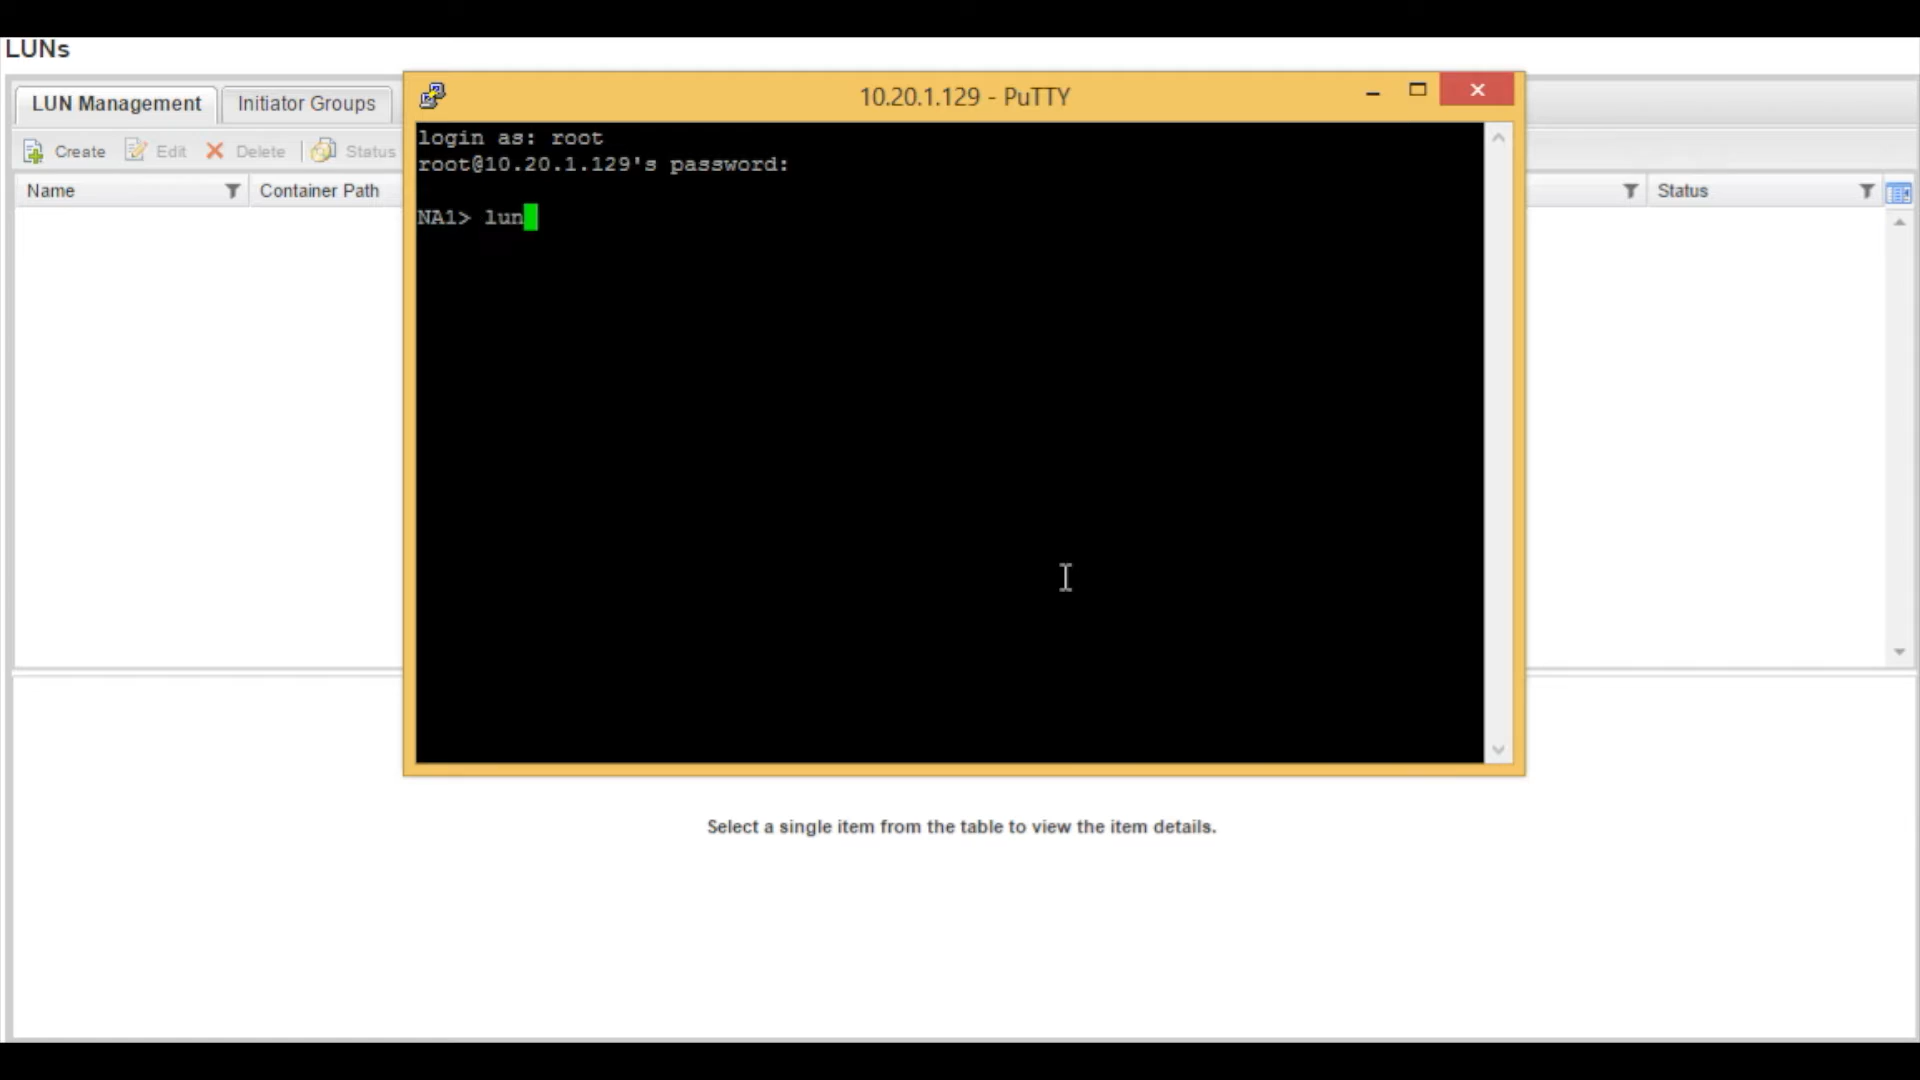 LUNs
LUN Management
Initiator Groups
Create
Edit
Delete
Status
Name
Container Path
Status
10.20.1.129 - PuTTY
login as: root
root@10.20.1.129's password:
NA1> lun
Select a single item from the table to view the item details.